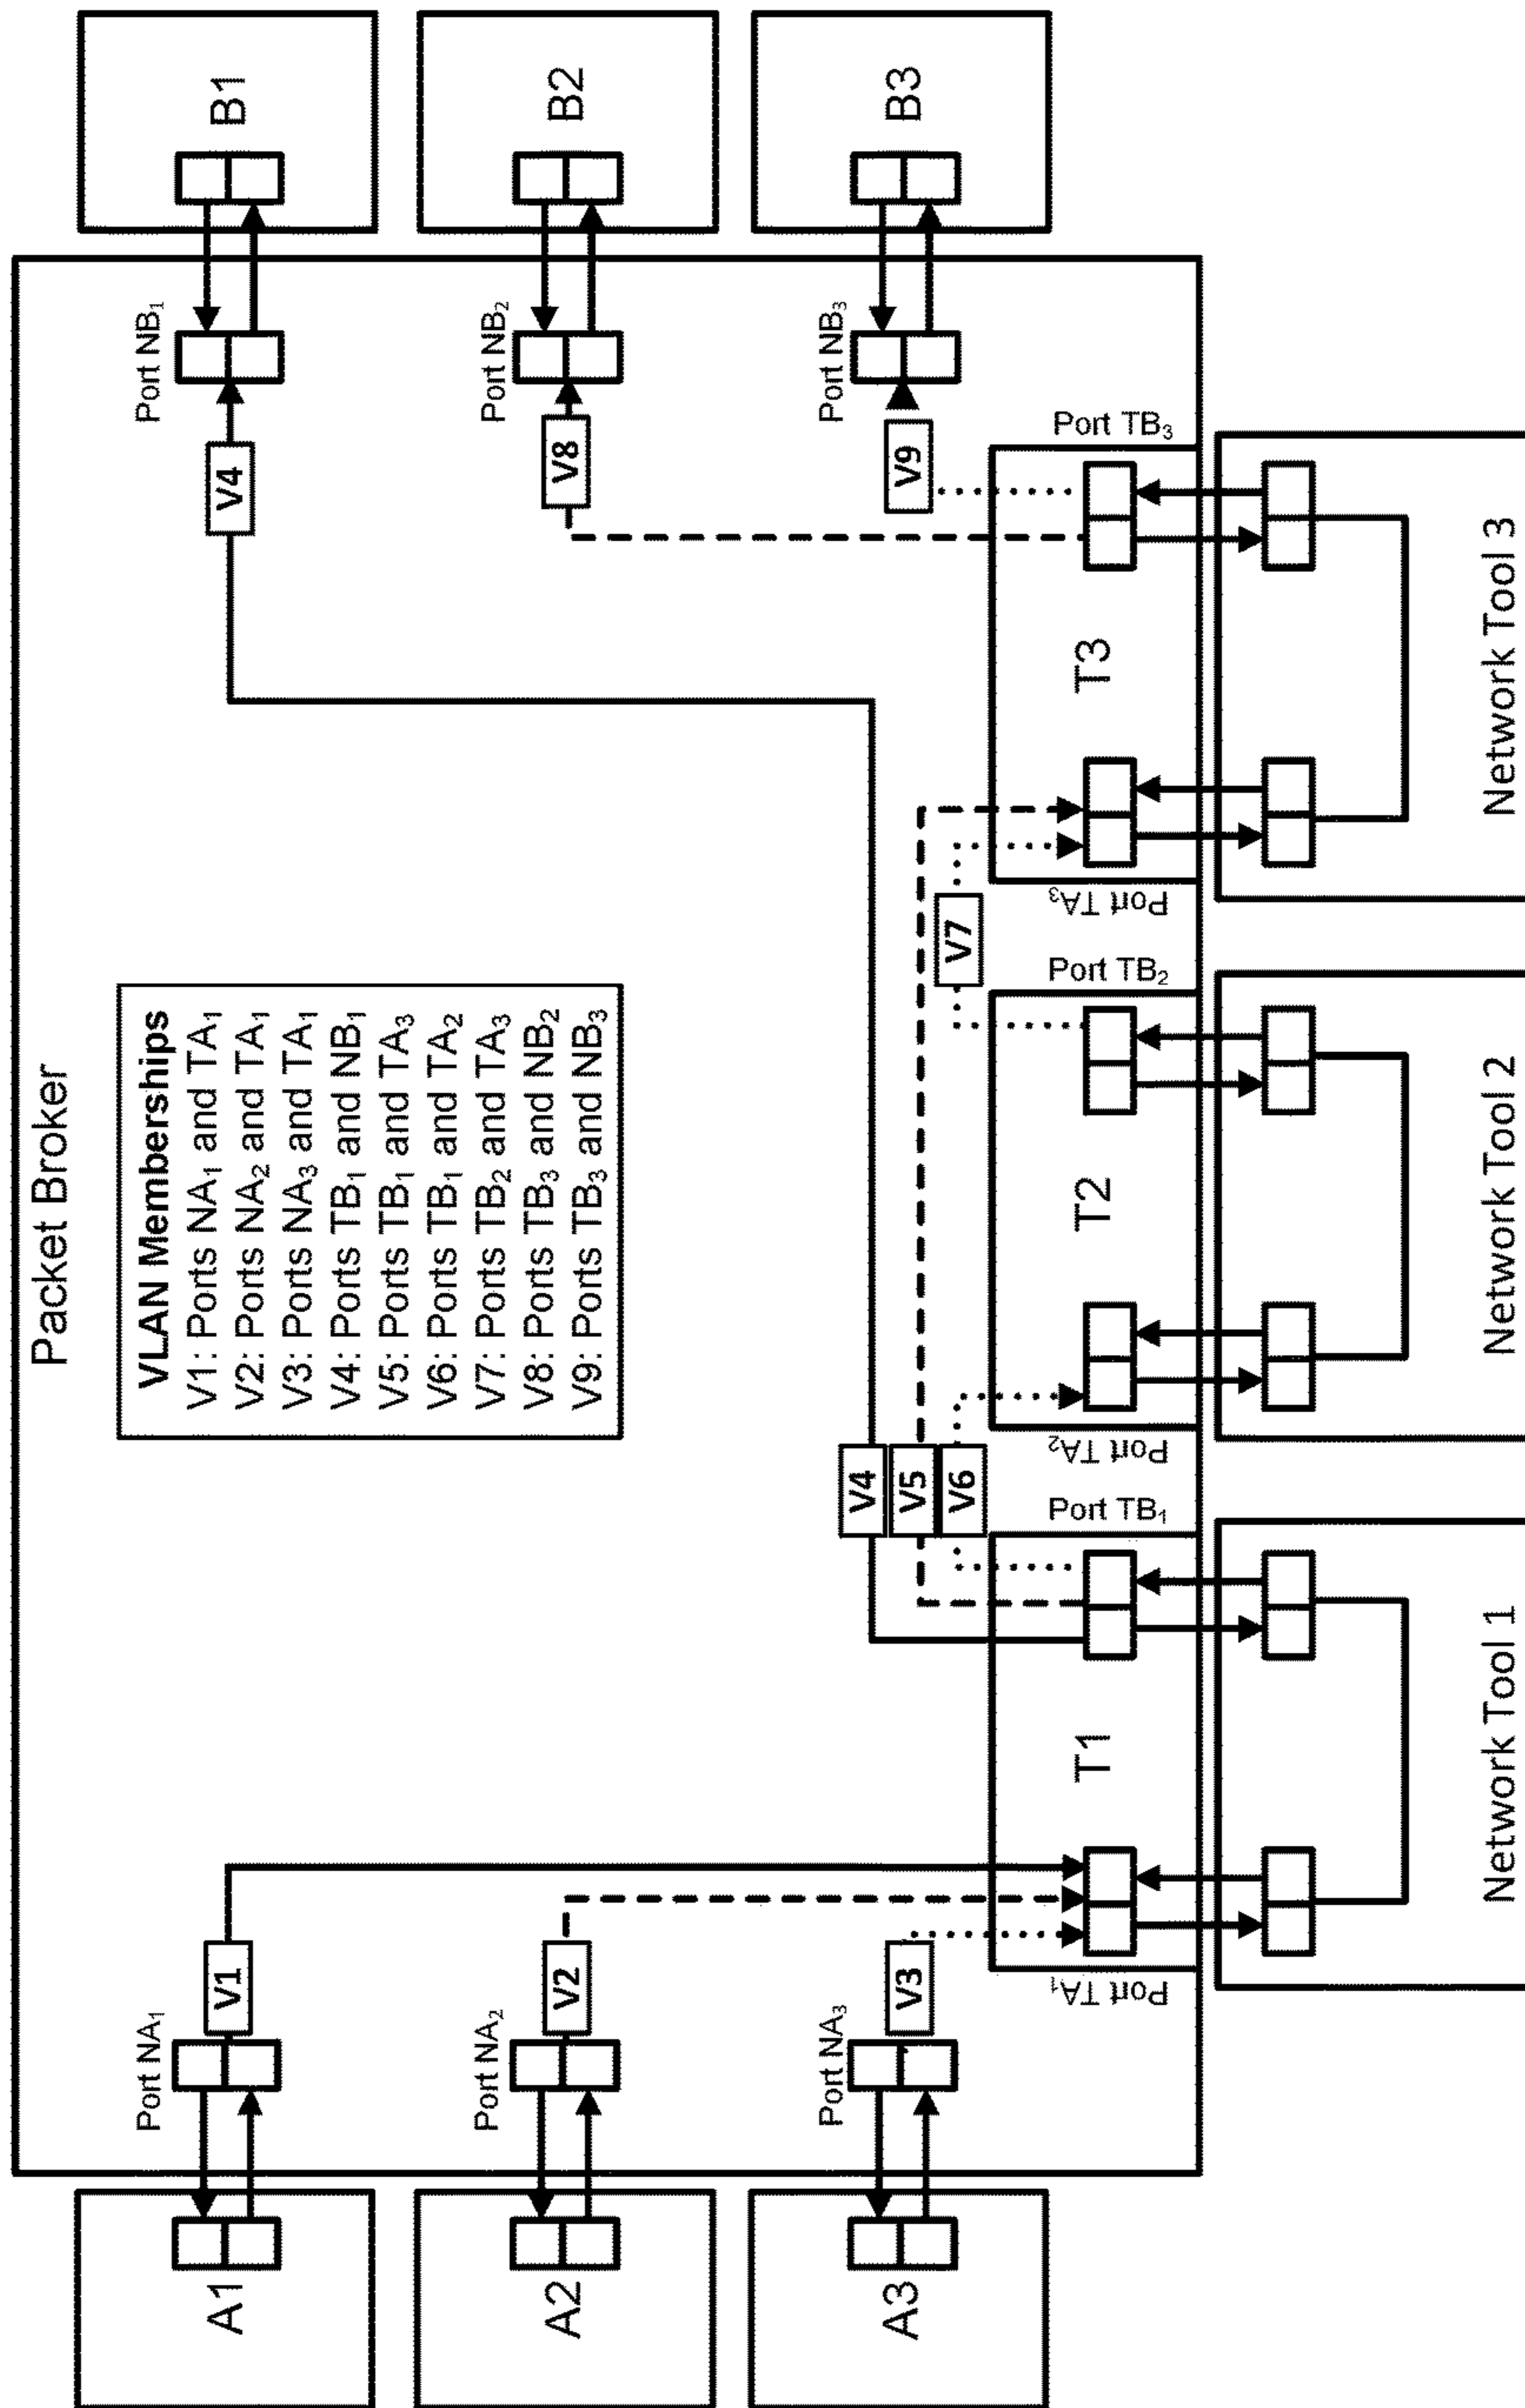 Packet Broker
VLAN Memberships
V1: Ports NA₁ and TA₁
V2: Ports NA₂ and TA₁
V3: Ports NA₃ and TA₁
V4: Ports TB₁ and NB₁
V5: Ports TB₁ and TA₃
V6: Ports TB₁ and TA₂
V7: Ports TB₂ and TA₃
V8: Ports TB₃ and NB₂
V9: Ports TB₃ and NB₃
A1
Port NA₁
V1
V4
Port NB₁
B1
A2
Port NA₂
V2
V8
Port NB₂
B2
A3
Port NA₃
V3
V9
Port NB₃
B3
V4
V5
V6
V7
Port TA₁
T1
Port TB₁
Port TA₂
T2
Port TB₂
Port TA₃
T3
Port TB₃
Network Tool 1
Network Tool 2
Network Tool 3